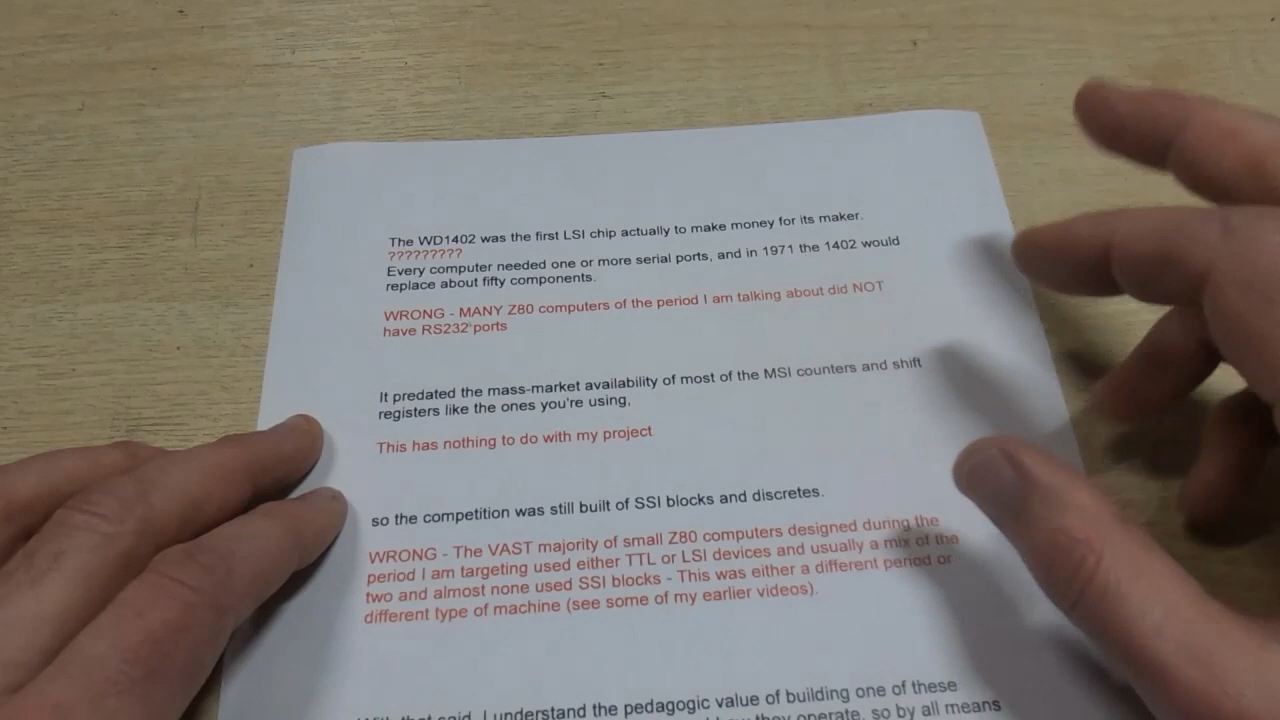 The WD1402 was the first LSI chip actually to make money for its maker.
?????????
Every computer needed one or more serial ports, and in 1971 the 1402 would
replace about fifty components.
WRONG - MANY Z80 computers of the period I am talking about did NOT
have RS232 ports
It predated the mass-market availability of most of the MSI counters and shift
registers like the ones you're using,
This has nothing to do with my project
so the competition was still built of SSI blocks and discretes.
WRONG - The VAST majority of small Z80 computers designed during the
period I am targeting used either TTL or LSI devices and usually a mix of the
two and almost none used SSI blocks - This was either a different period or
different type of machine (see some of my earlier videos).
With that said, I understand the pedagogic value of building one of these
how they operate, so by all means